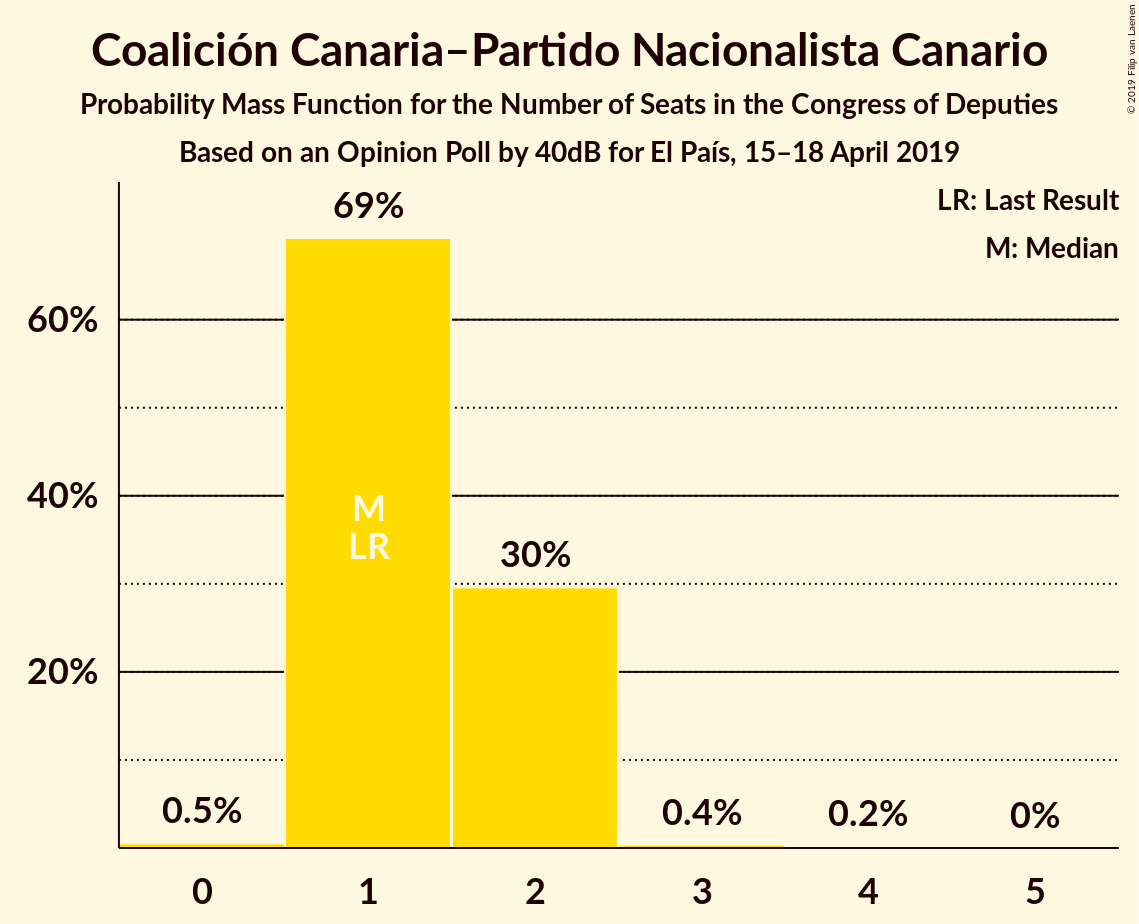 Coalición Canaria–Partido Nacionalista Canario
Probability Mass Function for the Number of Seats in the Congress of Deputies
Based on an Opinion Poll by 40dB for El País, 15–18 April 2019
© 2019 Filip van Laenen
LR: Last Result
M: Median
69%
60%
40%
M
LR
30%
20%
0.5%
0.4%
0.2%
0%
0 1 2 3 4 5